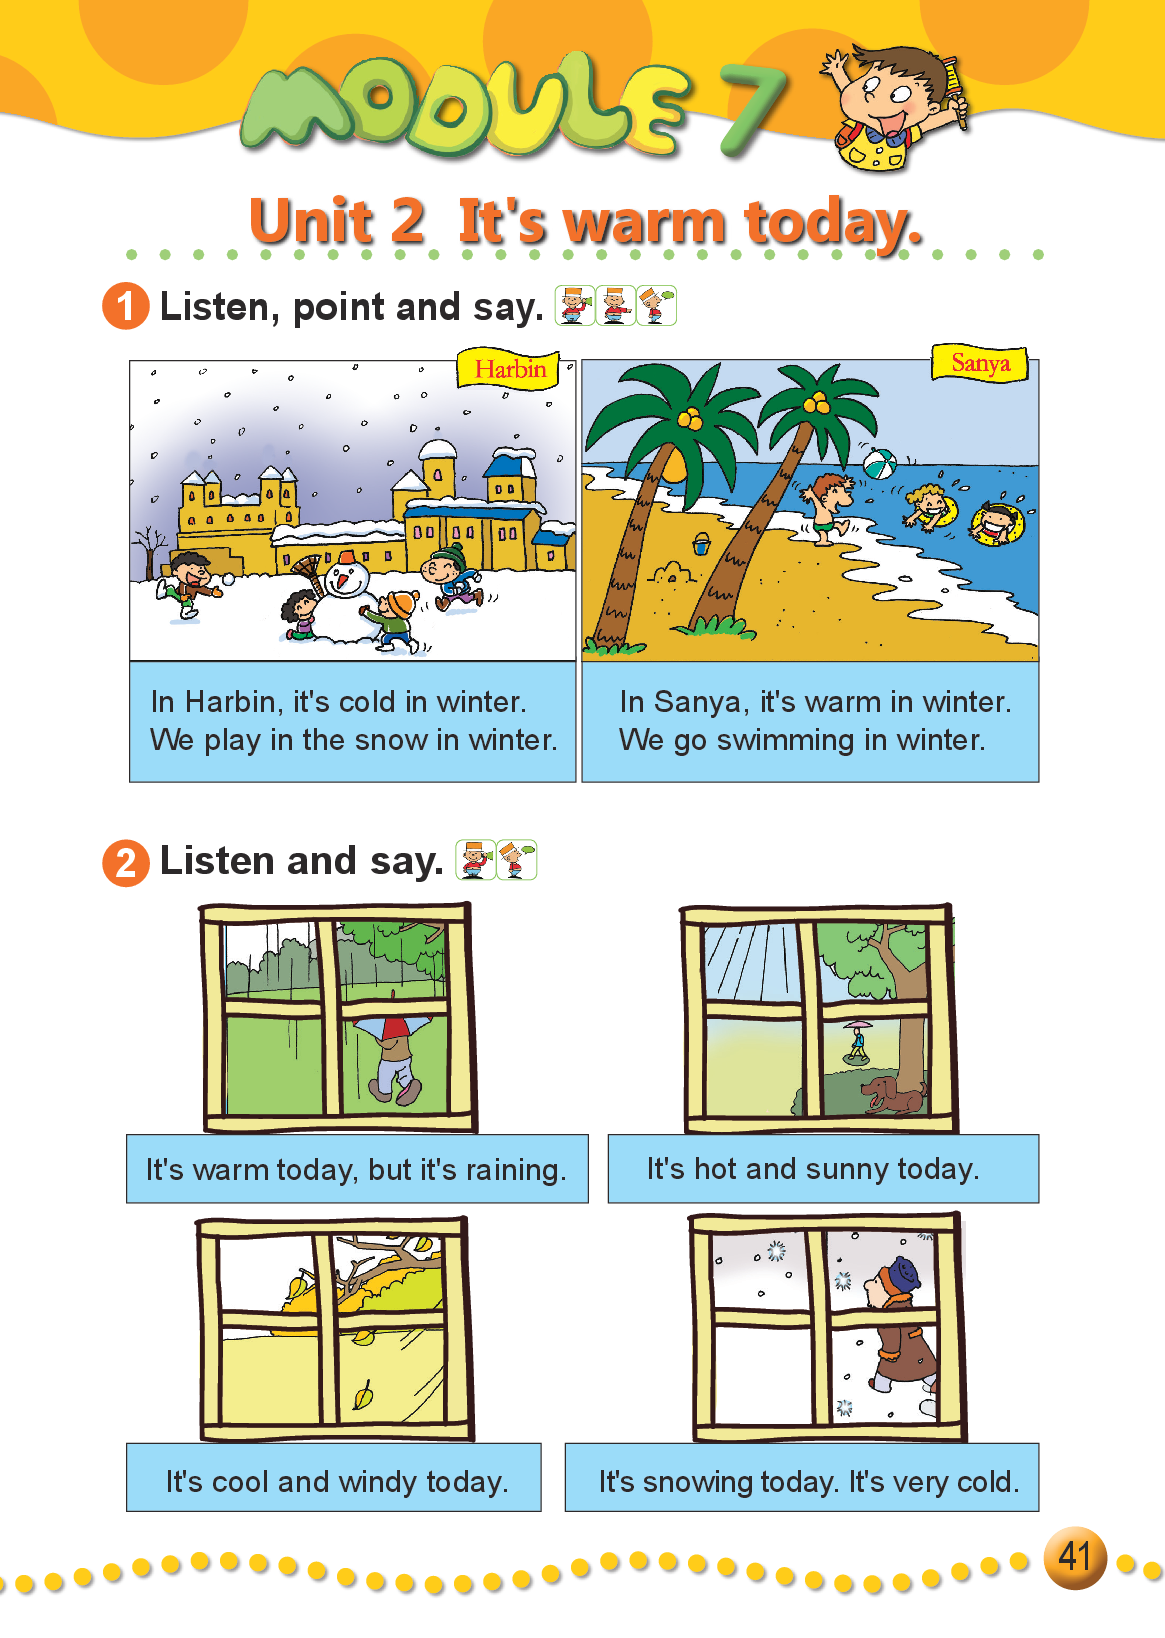 MODULE 7
Unit 2 It's warm today.
1 Listen, point and say.
Harbin
Sanya
In Harbin, it's cold in winter.
We play in the snow in winter.
In Sanya, it's warm in winter.
We go swimming in winter.
2 Listen and say.
It's warm today, but it's raining.
It's hot and sunny today.
It's cool and windy today.
It's snowing today. It's very cold.
41